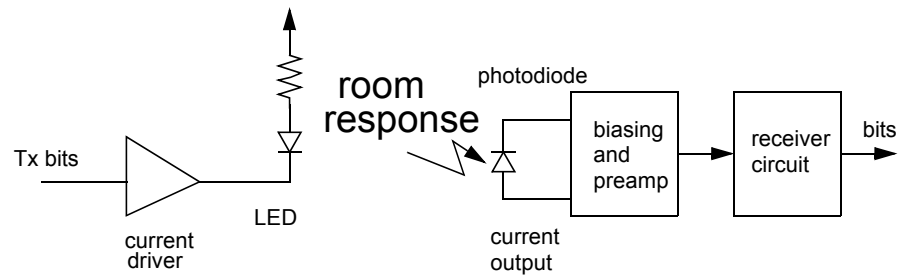 Tx bits
current
driver
LED
room
response
photodiode
current
output
biasing
and
preamp
receiver
circuit
bits